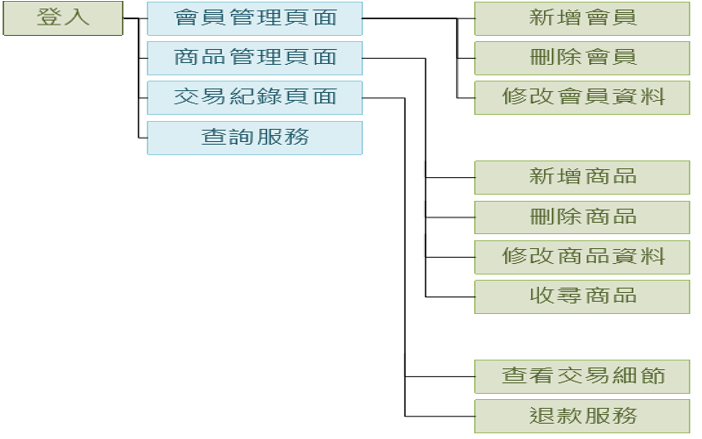 登入
會員管理頁面
新增會員
商品管理頁面
刪除會員
交易紀錄頁面
修改會員資料
查詢服務
新增商品
刪除商品
修改商品資料
收尋商品
查看交易細節
退款服務